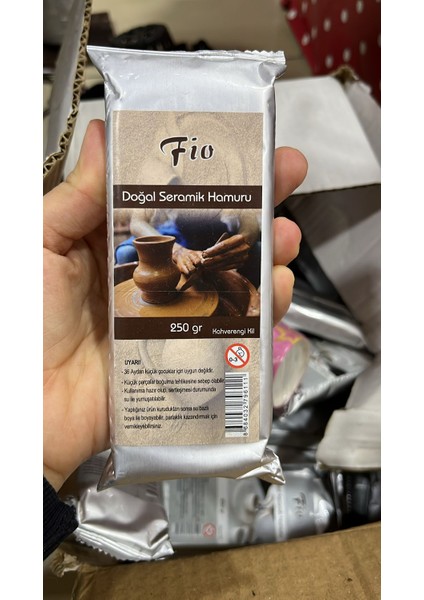 Fio
Doğal Seramik Hamuru
250 gr
Kahverengi Kil
UYARI!
0-3
- 36 Aydan küçük çocuklar için uygun değildir.
- Küçük parçalar boğulma tehlikesine sebep olabilir.
- Kullanıma hazır olup, sertleşmesi durumunda
su ile yumuşatılabilir.
- Yaptığınız ürün kuruduktan sonra su bazlı
boya ile boyayabilir, parlaklık kazandırmak için
vernikleyebilirsiniz.
Fio